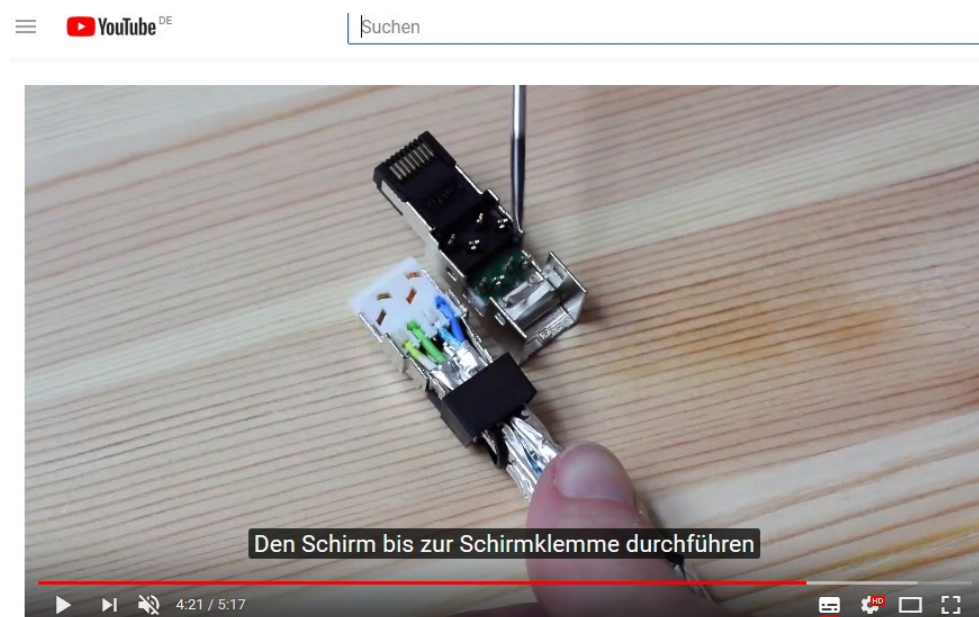 YouTube DE
Suchen
Den Schirm bis zur Schirmklemme durchführen
4:21 / 5:17
HD